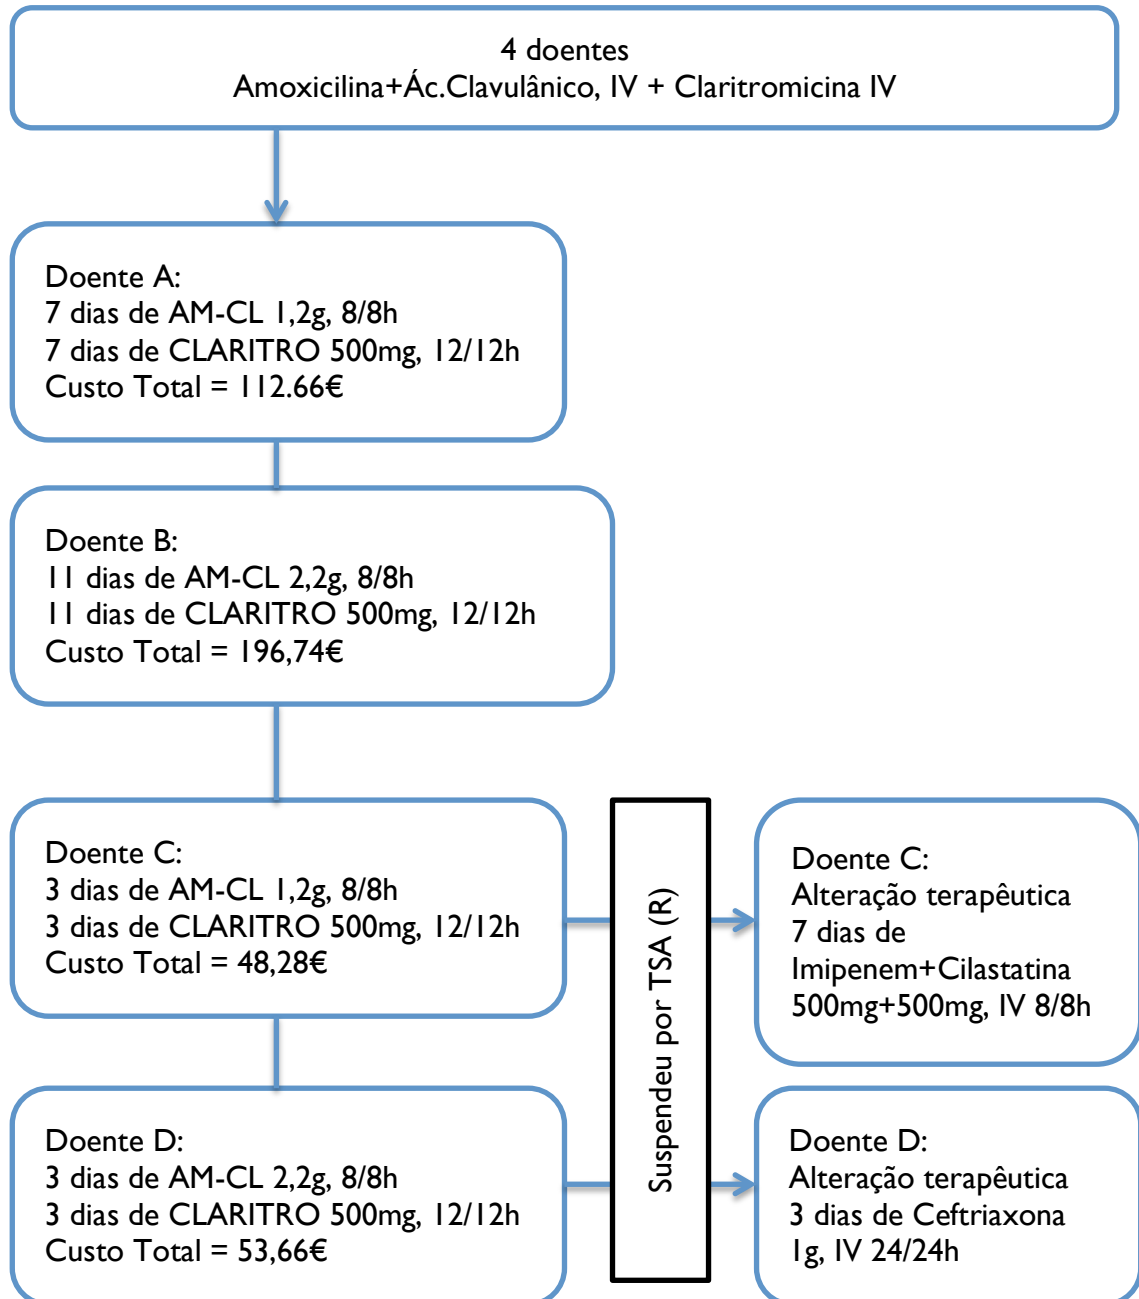 4 doentes
Amoxicilina+Ác.Clavulânico, IV + Claritromicina IV
Doente A:
7 dias de AM-CL 1,2g, 8/8h
7 dias de CLARITRO 500mg, 12/12h
Custo Total = 112.66€
Doente B:
11 dias de AM-CL 2,2g, 8/8h
11 dias de CLARITRO 500mg, 12/12h
Custo Total = 196,74€
Doente C:
3 dias de AM-CL 1,2g, 8/8h
3 dias de CLARITRO 500mg, 12/12h
Custo Total = 48,28€
Suspendeu por TSA (R)
Doente C:
Alteração terapêutica
7 dias de
Imipenem+Cilastatina
500mg+500mg, IV 8/8h
Doente D:
3 dias de AM-CL 2,2g, 8/8h
3 dias de CLARITRO 500mg, 12/12h
Custo Total = 53,66€
Doente D:
Alteração terapêutica
3 dias de Ceftriaxona
1g, IV 24/24h